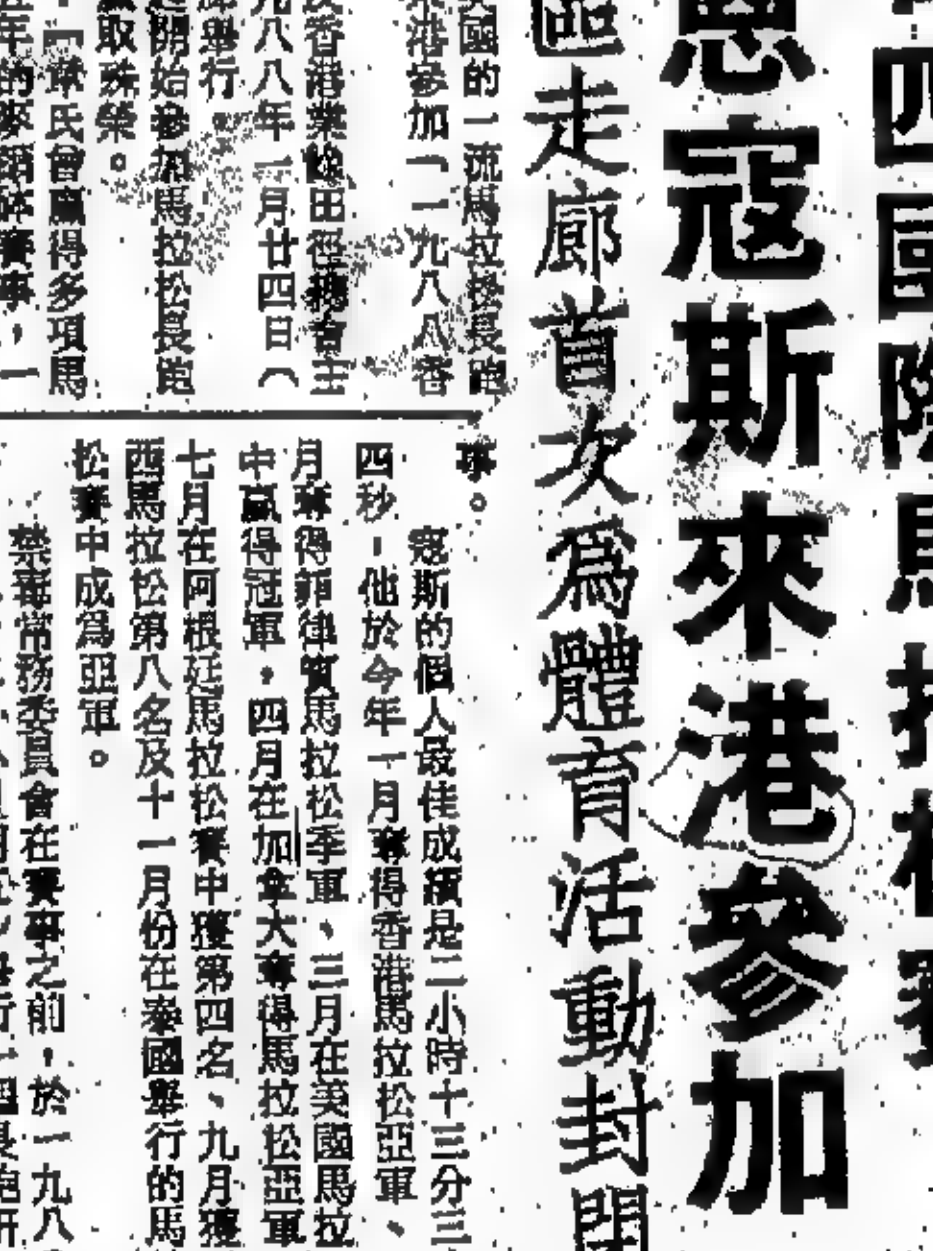 四國際馬拉松賽
恩寇斯來港參加
區走廊首次為體育活動封閉
國的一流馬拉松長跑
港參加「一九八八香
香港業餘田徑總會主
九八八年一月廿四日（
舉行
開始參加馬拉松長跑
取殊榮。
氏曾贏得多項馬
事。
寇斯的個人最佳成績是二小時十三分三
四秒，他於今年一月奪得香港馬拉松亞軍、
月奪得菲律賓馬拉松季軍、三月在美國馬拉
中贏得冠軍，四月在加拿大奪得馬拉松亞軍
七月在阿根廷馬拉松賽中獲第四名、九月獲
西馬拉松第八名及十一月份在泰國舉行的馬
松賽中成為亞軍。
禁毒常務委員會在賽事之前，於一九八